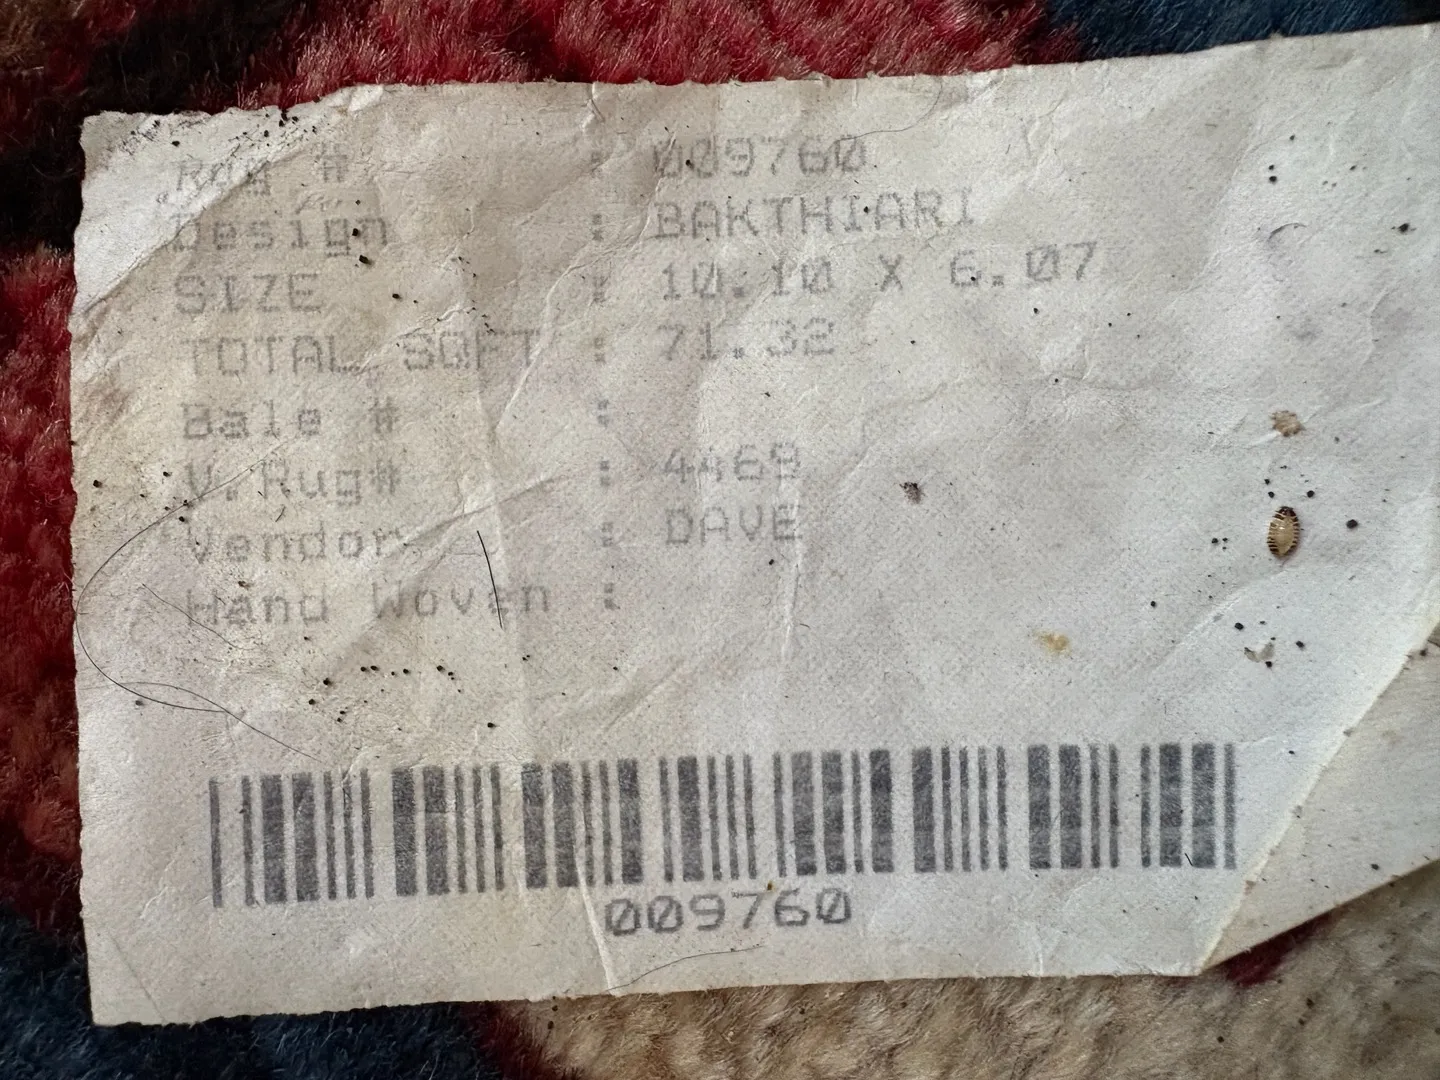 Rug # : 009760
Design : BAKTHIARI
SIZE : 10.10 X 6.07
TOTAL SQFT : 71.32
Bale # :
V.Rug# : 4469
Vendor : DAVE
Hand Woven :
009760